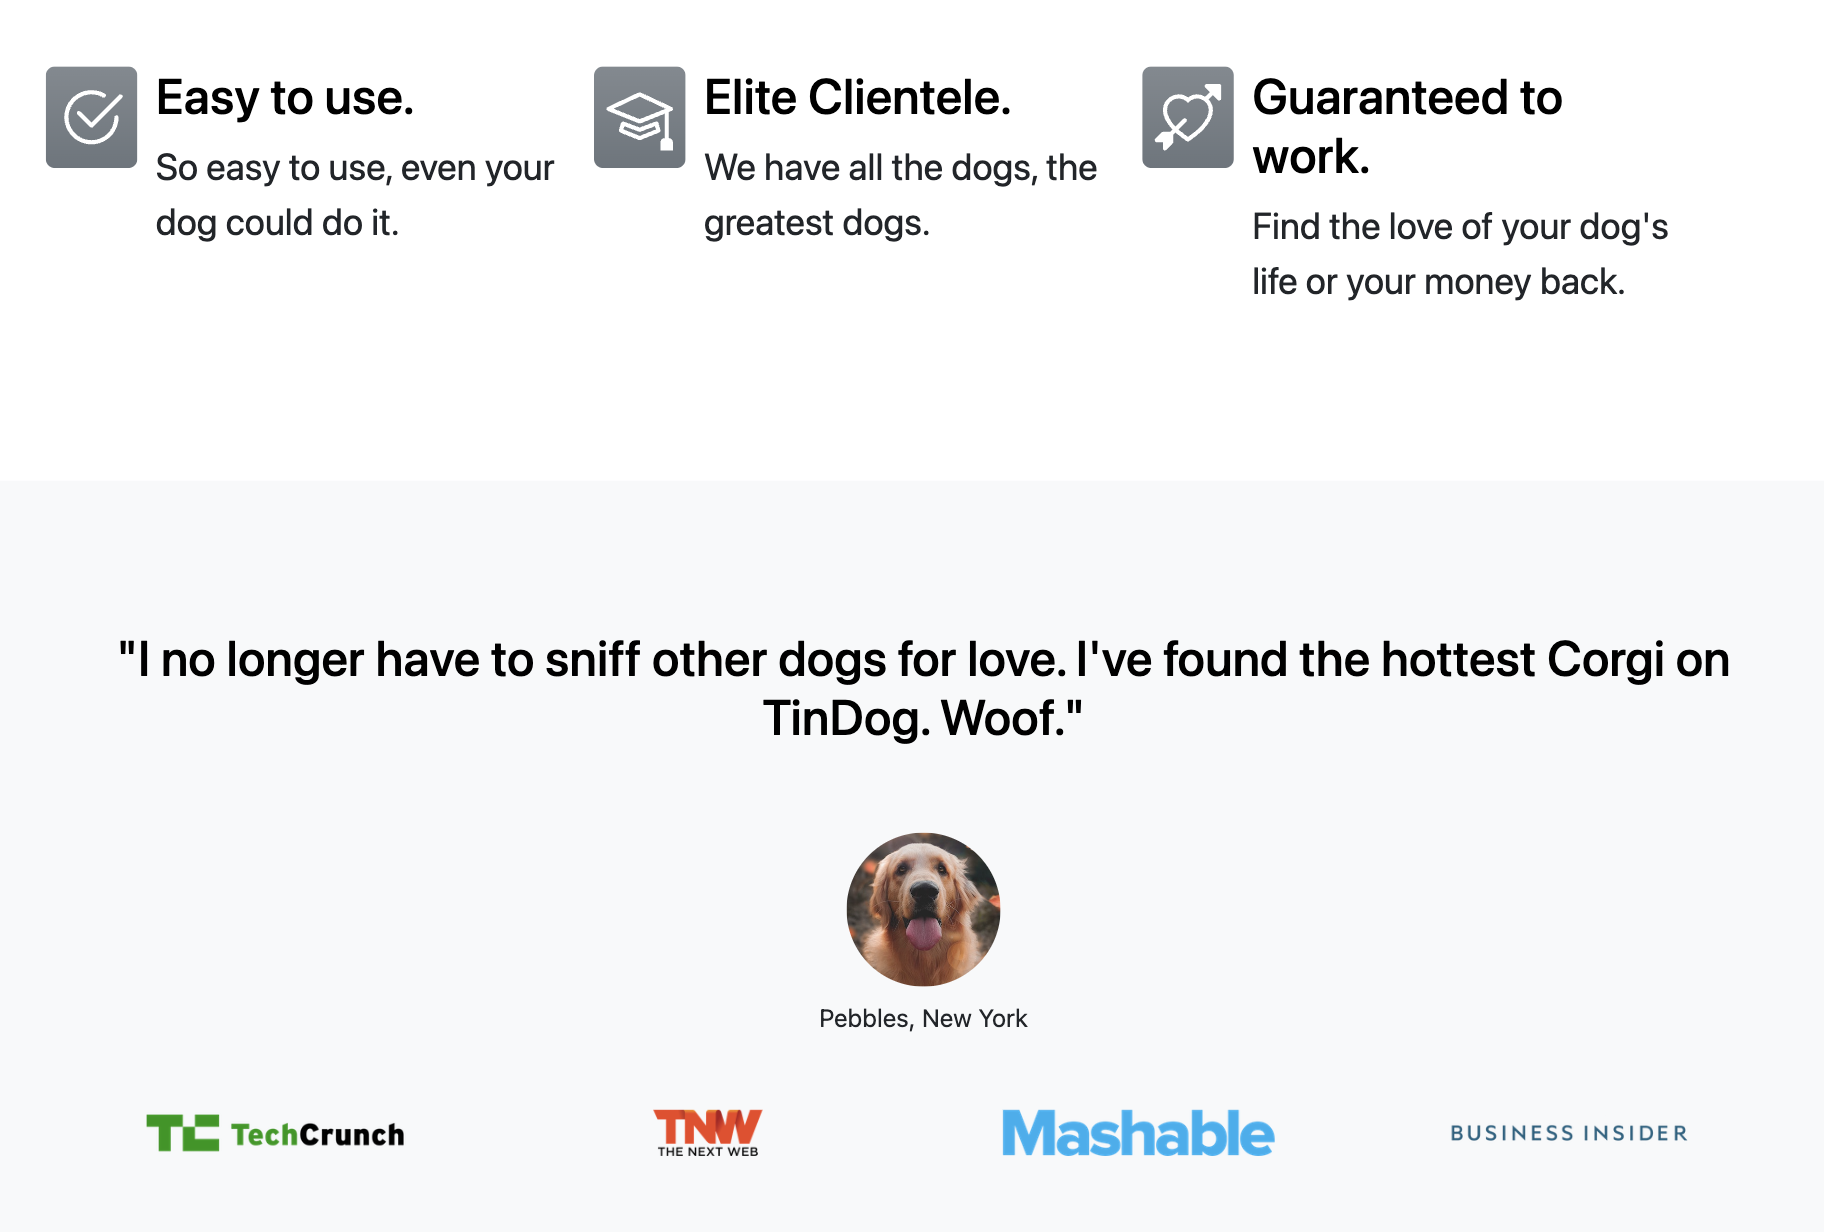 Easy to use.
So easy to use, even your
dog could do it.
Elite Clientele.
We have all the dogs, the
greatest dogs.
Guaranteed to
work.
Find the love of your dog's
life or your money back.
"I no longer have to sniff other dogs for love. I've found the hottest Corgi on
TinDog. Woof."
Pebbles, New York
TC TechCrunch
TNW
THE NEXT WEB
Mashable
BUSINESS INSIDER